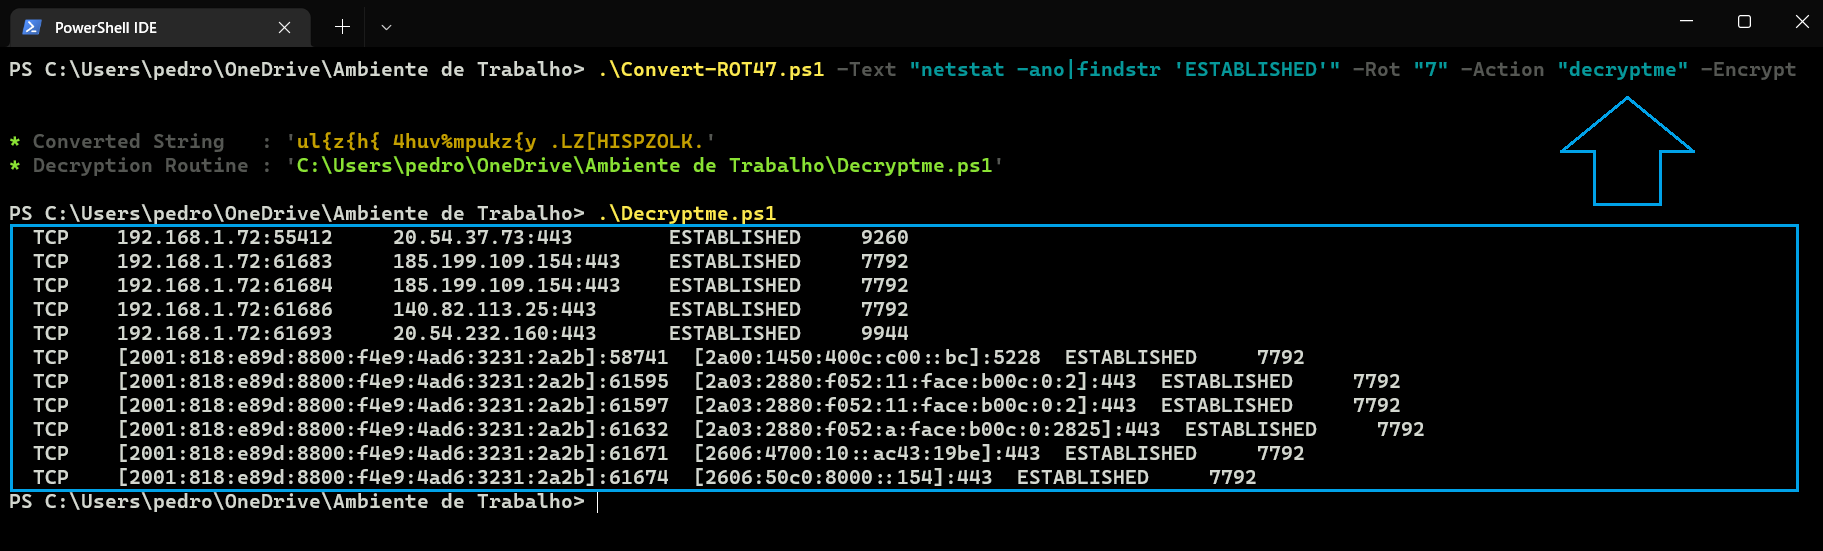 PowerShell IDE
PS C:\Users\pedro\OneDrive\Ambiente de Trabalho> .\Convert-ROT47.ps1 -Text "netstat -ano|findstr 'ESTABLISHED'" -Rot "7" -Action "decryptme" -Encrypt
* Converted String   : 'ul{z{h{ 4huv%mpukz{y .LZ[HISPZOLK.'
* Decryption Routine : 'C:\Users\pedro\OneDrive\Ambiente de Trabalho\Decryptme.ps1'
PS C:\Users\pedro\OneDrive\Ambiente de Trabalho> .\Decryptme.ps1
  TCP    192.168.1.72:55412     20.54.37.73:443        ESTABLISHED     9260
  TCP    192.168.1.72:61683     185.199.109.154:443    ESTABLISHED     7792
  TCP    192.168.1.72:61684     185.199.109.154:443    ESTABLISHED     7792
  TCP    192.168.1.72:61686     140.82.113.25:443      ESTABLISHED     7792
  TCP    192.168.1.72:61693     20.54.232.160:443      ESTABLISHED     9944
  TCP    [2001:818:e89d:8800:f4e9:4ad6:3231:2a2b]:58741  [2a00:1450:400c:c00::bc]:5228  ESTABLISHED     7792
  TCP    [2001:818:e89d:8800:f4e9:4ad6:3231:2a2b]:61595  [2a03:2880:f052:11:face:b00c:0:2]:443  ESTABLISHED     7792
  TCP    [2001:818:e89d:8800:f4e9:4ad6:3231:2a2b]:61597  [2a03:2880:f052:11:face:b00c:0:2]:443  ESTABLISHED     7792
  TCP    [2001:818:e89d:8800:f4e9:4ad6:3231:2a2b]:61632  [2a03:2880:f052:a:face:b00c:0:2825]:443  ESTABLISHED     7792
  TCP    [2001:818:e89d:8800:f4e9:4ad6:3231:2a2b]:61671  [2606:4700:10::ac43:19be]:443  ESTABLISHED     7792
  TCP    [2001:818:e89d:8800:f4e9:4ad6:3231:2a2b]:61674  [2606:50c0:8000::154]:443  ESTABLISHED     7792
PS C:\Users\pedro\OneDrive\Ambiente de Trabalho>